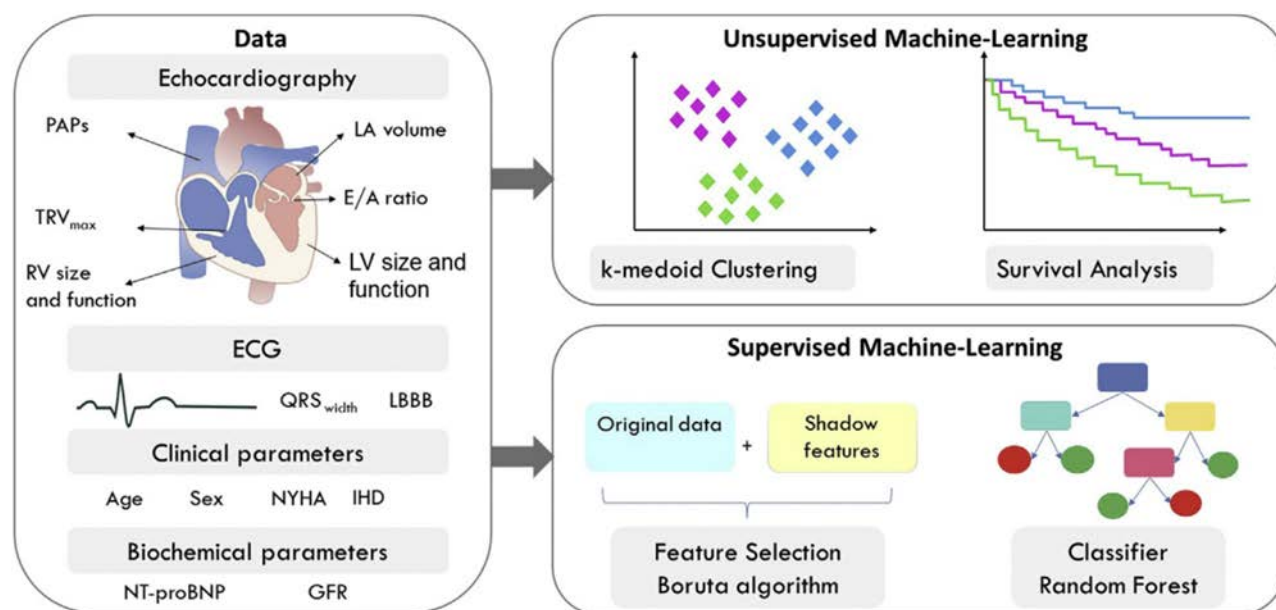 Data
Echocardiography
PAPs
LA volume
E/A ratio
TRVmax
RV size
and function
LV size and
function
ECG
QRS width
LBBB
Clinical parameters
Age
Sex
NYHA
IHD
Biochemical parameters
NT-proBNP
GFR
Unsupervised Machine-Learning
k-medoid Clustering
Survival Analysis
Supervised Machine-Learning
Original data
+
Shadow
features
Feature Selection
Boruta algorithm
Classifier
Random Forest